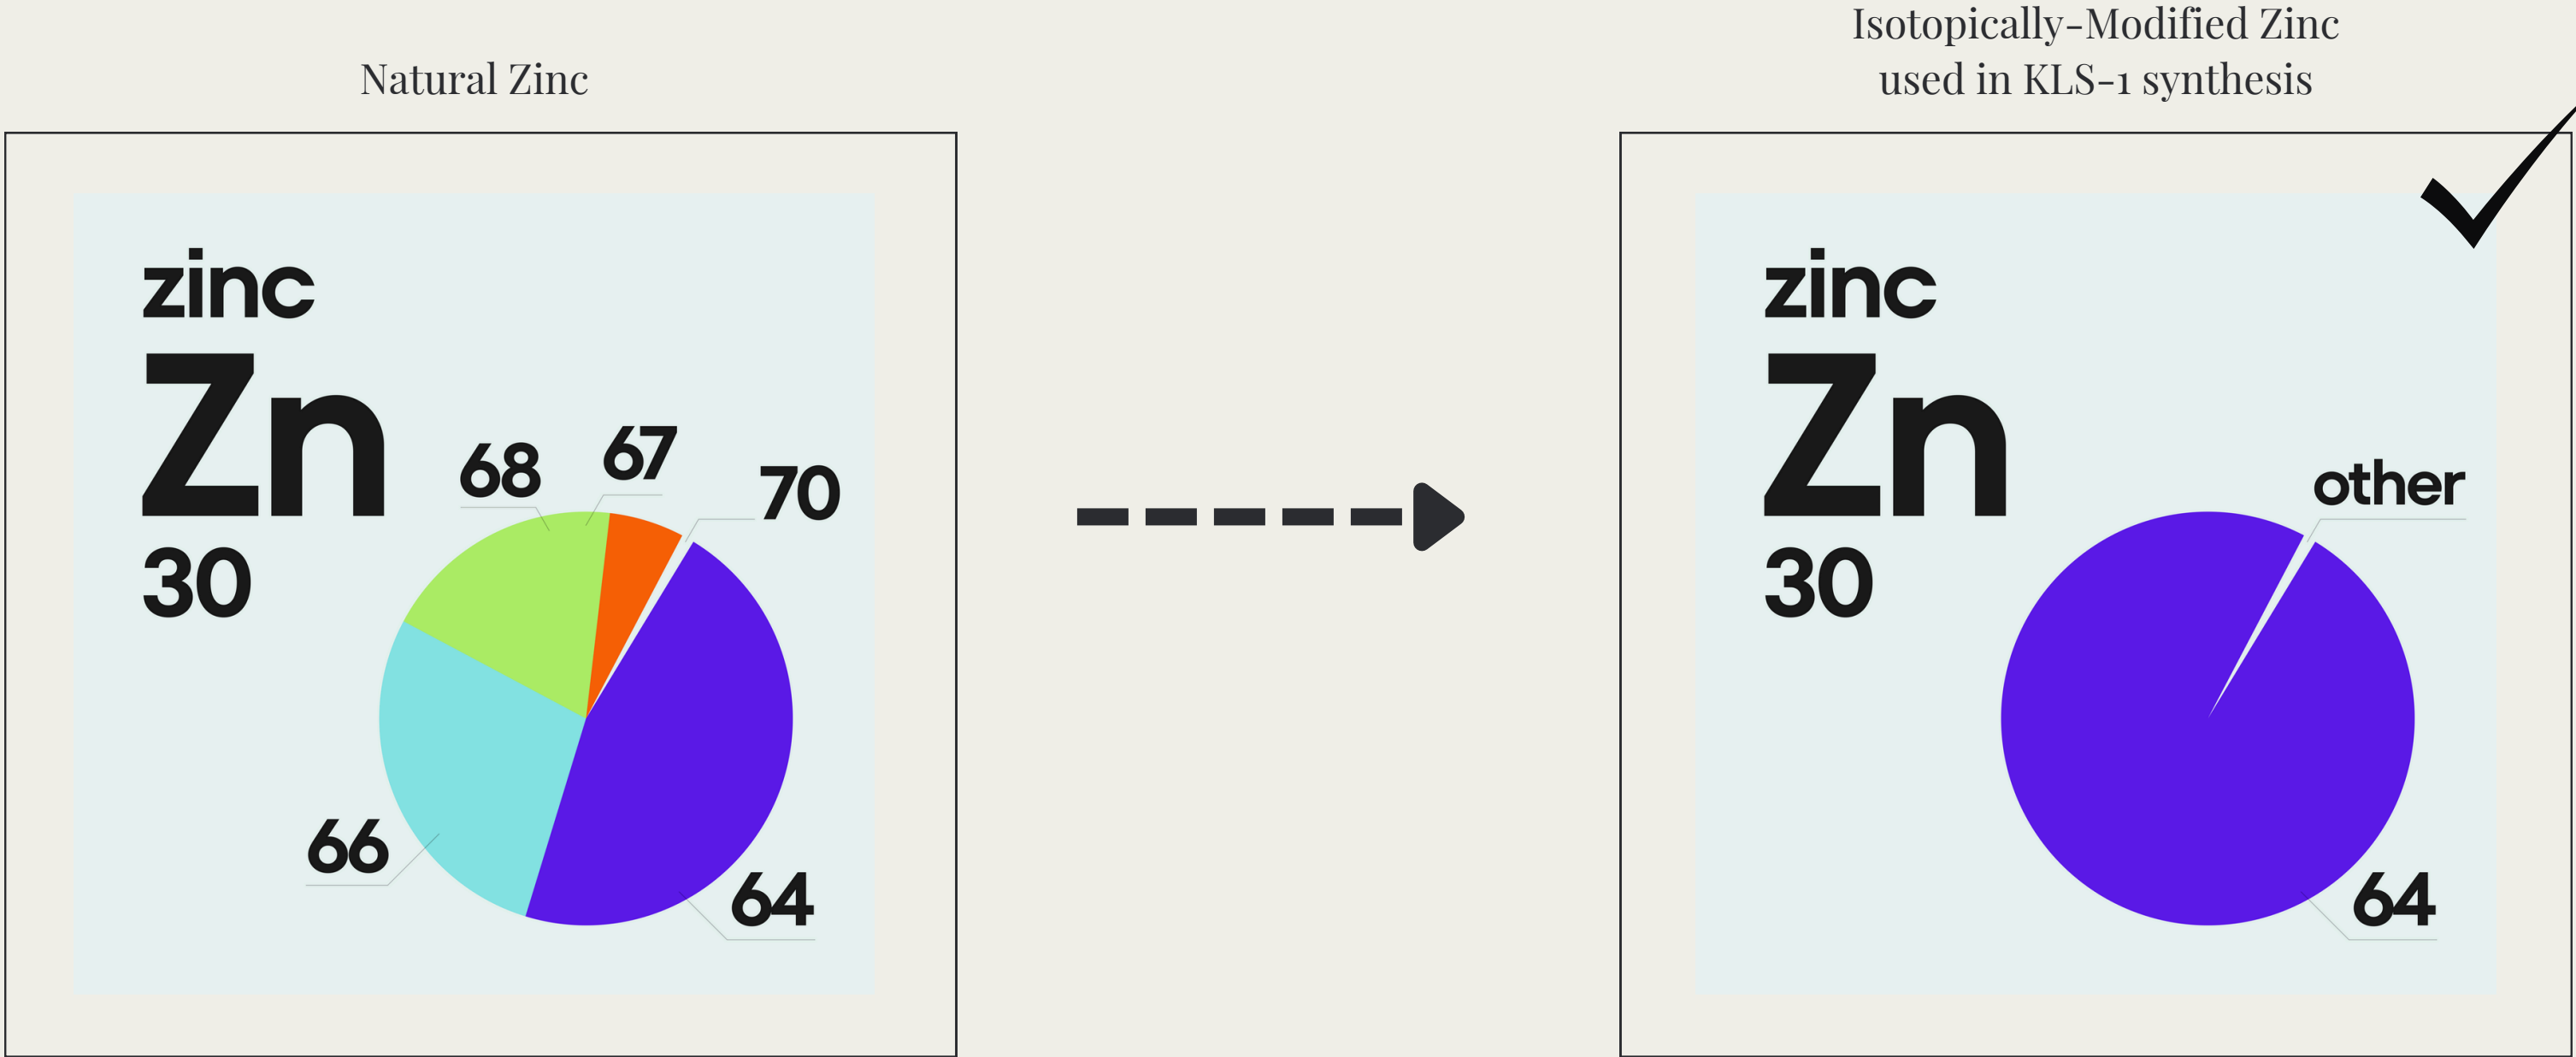 Natural Zinc
zinc
Zn
30
68
67
70
66
64
Isotopically-Modified Zinc
used in KLS-1 synthesis
zinc
Zn
30
other
64